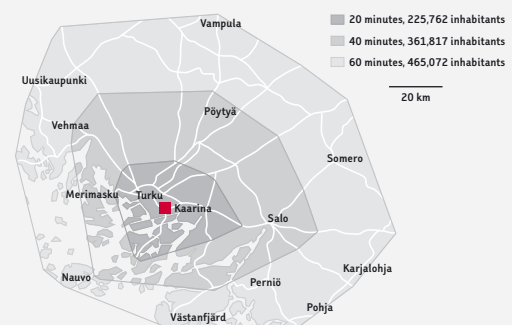 Vampula
20 minutes, 225,762 inhabitants
40 minutes, 361,817 inhabitants
60 minutes, 465,072 inhabitants
Uusikaupunki
20 km
Pöytyä
Vehmaa
Somero
Merimasku
Turku
Kaarina
Salo
Karjalohja
Nauvo
Perniö
Pohja
Västanfjärd